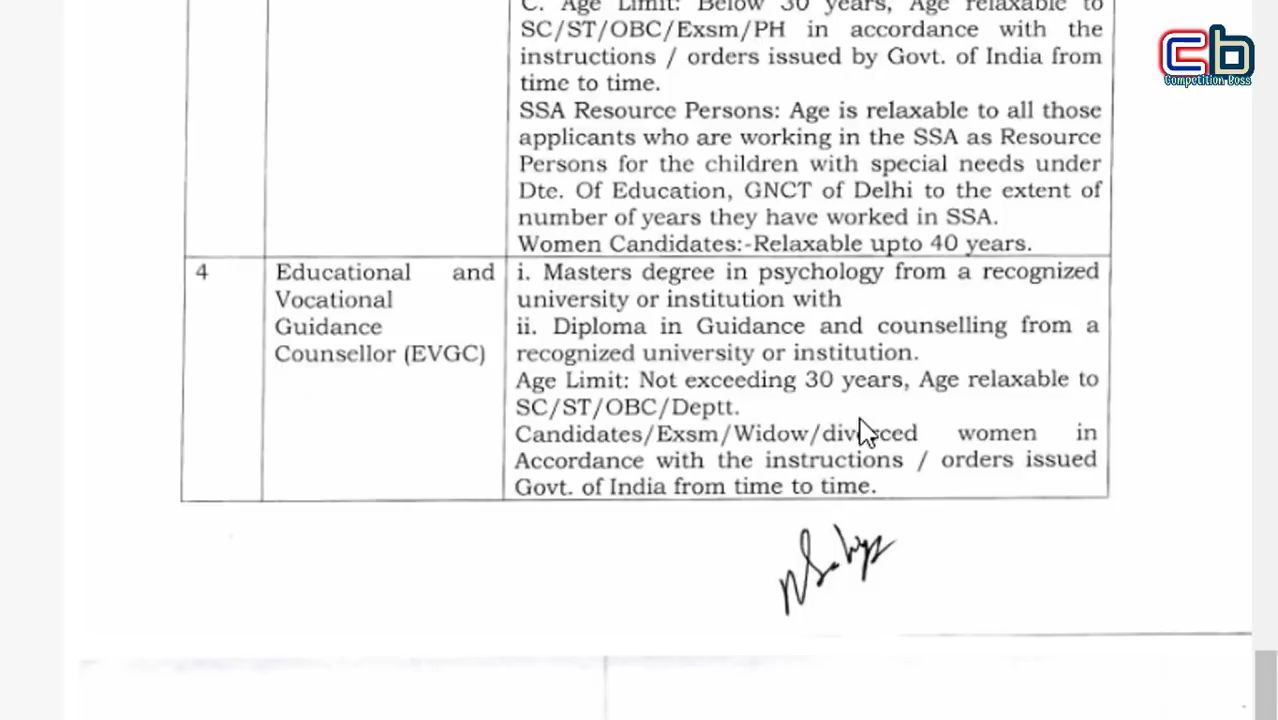 C. Age Limit: Below 30 years, Age relaxable to
SC/ST/OBC/Exsm/PH in accordance with the
instructions / orders issued by Govt. of India from
time to time.
SSA Resource Persons: Age is relaxable to all those
applicants who are working in the SSA as Resource
Persons for the children with special needs under
Dte. Of Education, GNCT of Delhi to the extent of
number of years they have worked in SSA.
Women Candidates:-Relaxable upto 40 years.
4
Educational and
Vocational
Guidance
Counsellor (EVGC)
i. Masters degree in psychology from a recognized
university or institution with
ii. Diploma in Guidance and counselling from a
recognized university or institution.
Age Limit: Not exceeding 30 years, Age relaxable to
SC/ST/OBC/Deptt.
Candidates/Exsm/Widow/divorced women in
Accordance with the instructions / orders issued
Govt. of India from time to time.
cb
Competition Boss